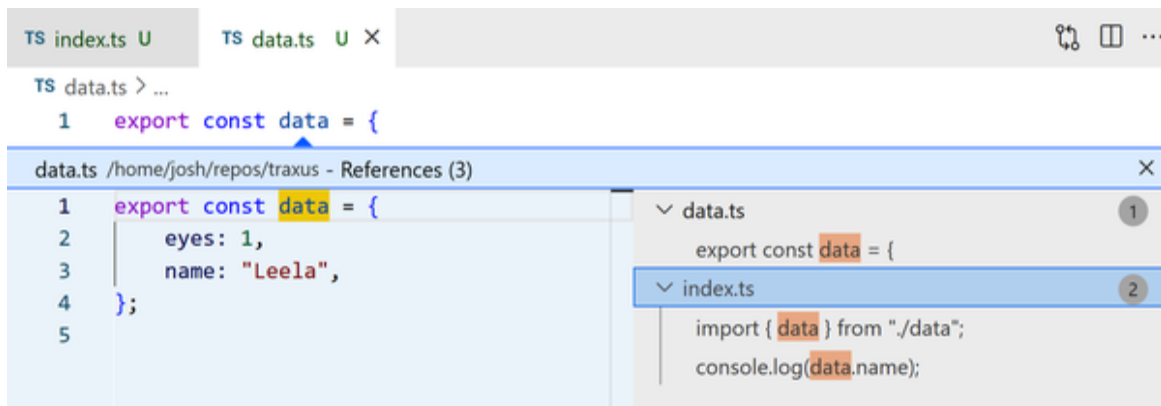 TS index.ts U TS data.ts U ×
TS data.ts > ...
1 export const data = {
data.ts /home/josh/repos/traxus - References (3)
1 export const data = {
2 eyes: 1,
3 name: "Leela",
4 };
5
data.ts 1
export const data = {
index.ts 2
import { data } from "./data";
console.log(data.name);